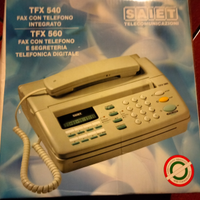 TFX 540
FAX CON TELEFONO
INTEGRATO
TFX 560
FAX CON TELEFONO
E SEGRETERIA
TELEFONICA DIGITALE
SAIET
TELECOMUNICAZIONI